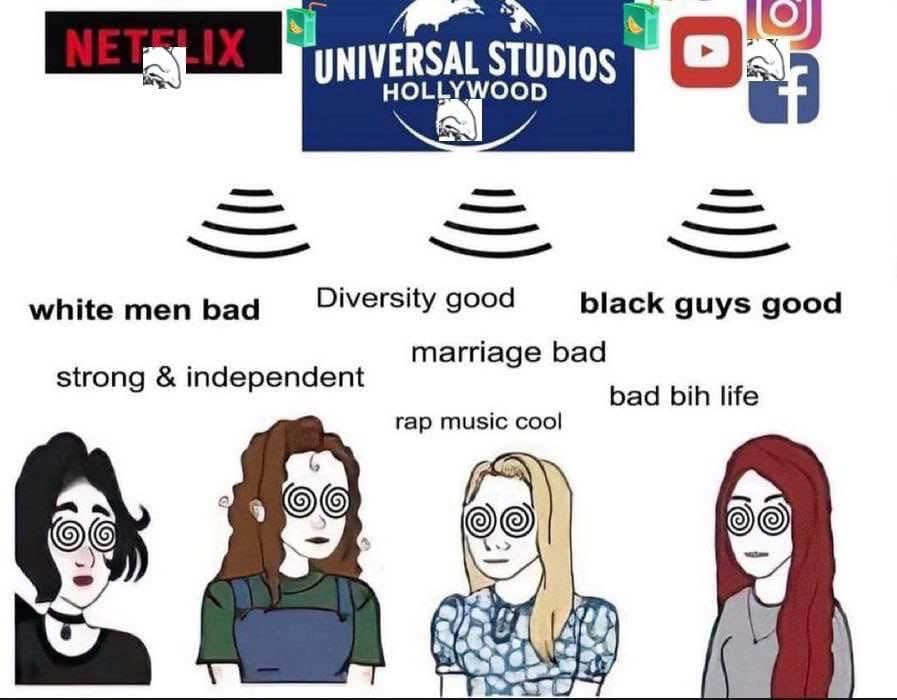 NETFLIX
UNIVERSAL STUDIOS
HOLLYWOOD
white men bad
Diversity good
black guys good
marriage bad
strong & independent
bad bih life
rap music cool